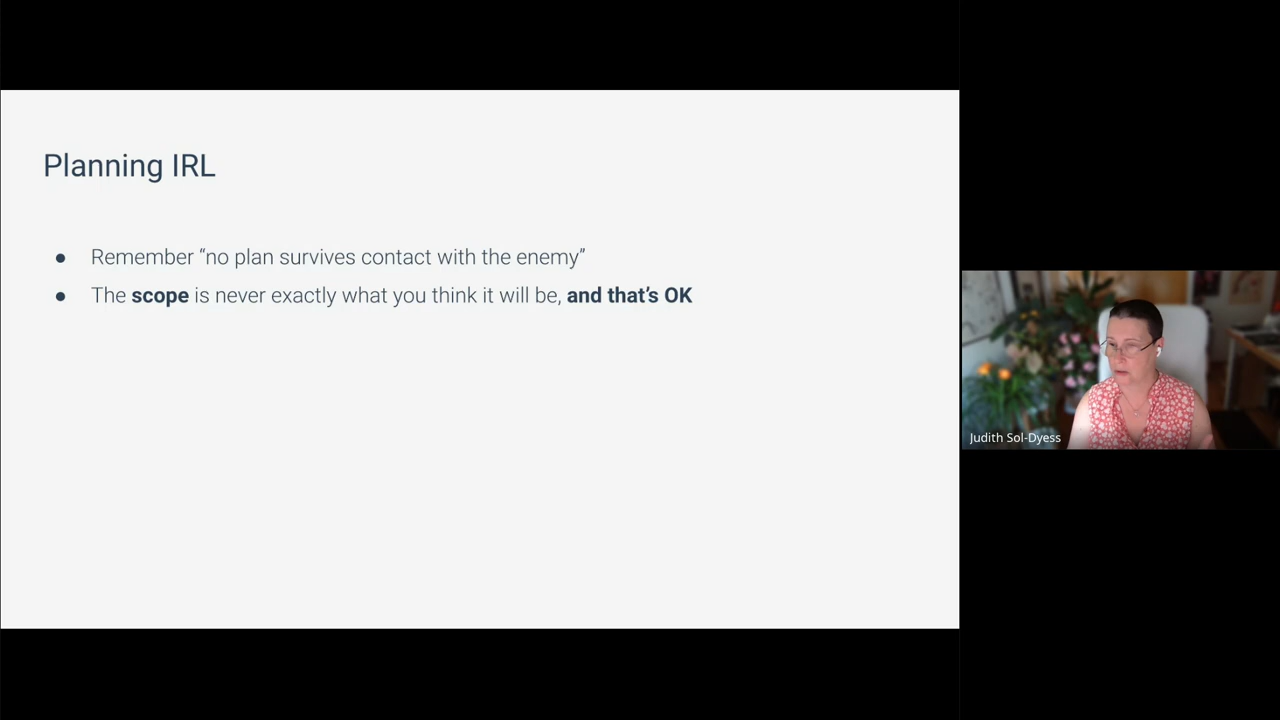 Planning IRL
● Remember “no plan survives contact with the enemy”
● The scope is never exactly what you think it will be, and that’s OK
Judith Sol-Dyess